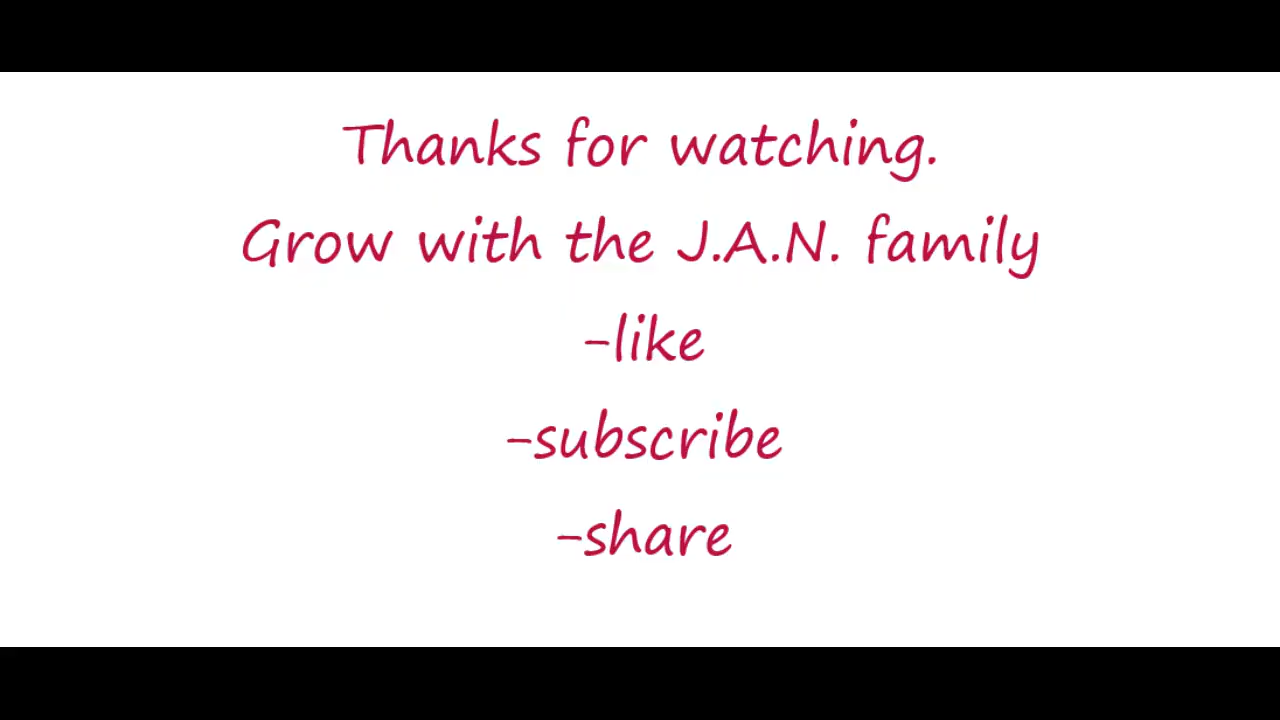 Thanks for watching.
Grow with the J.A.N. family
-like
-subscribe
-share